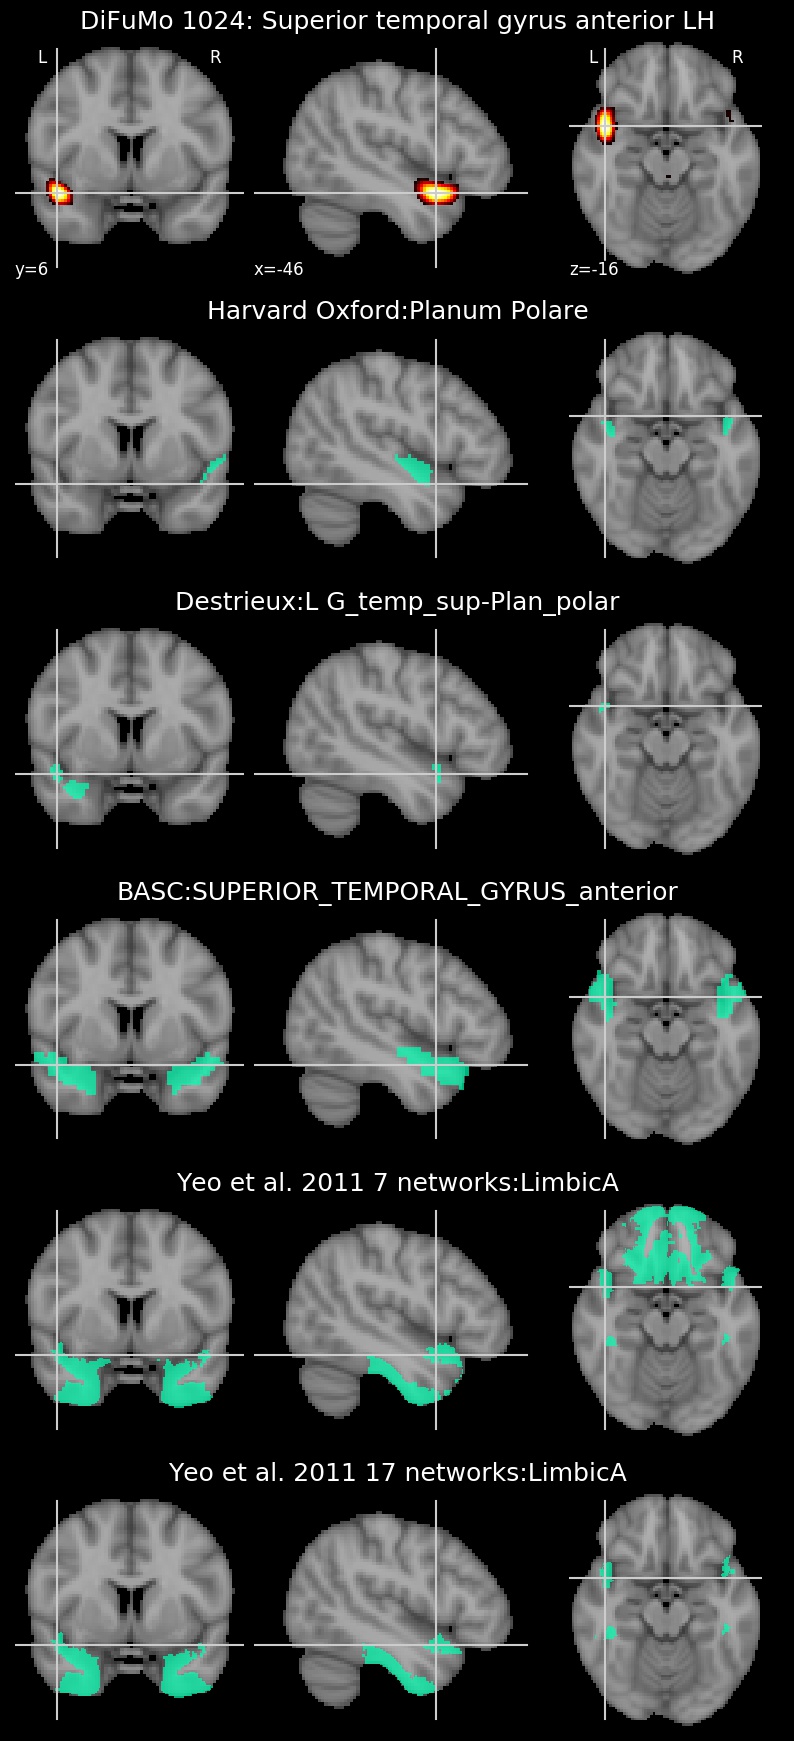 DiFuMo 1024: Superior temporal gyrus anterior LH
L R L R
y=6 x=-46 z=-16
Harvard Oxford:Planum Polare
Destrieux:L G_temp_sup-Plan_polar
BASC:SUPERIOR_TEMPORAL_GYRUS_anterior
Yeo et al. 2011 7 networks:LimbicA
Yeo et al. 2011 17 networks:LimbicA